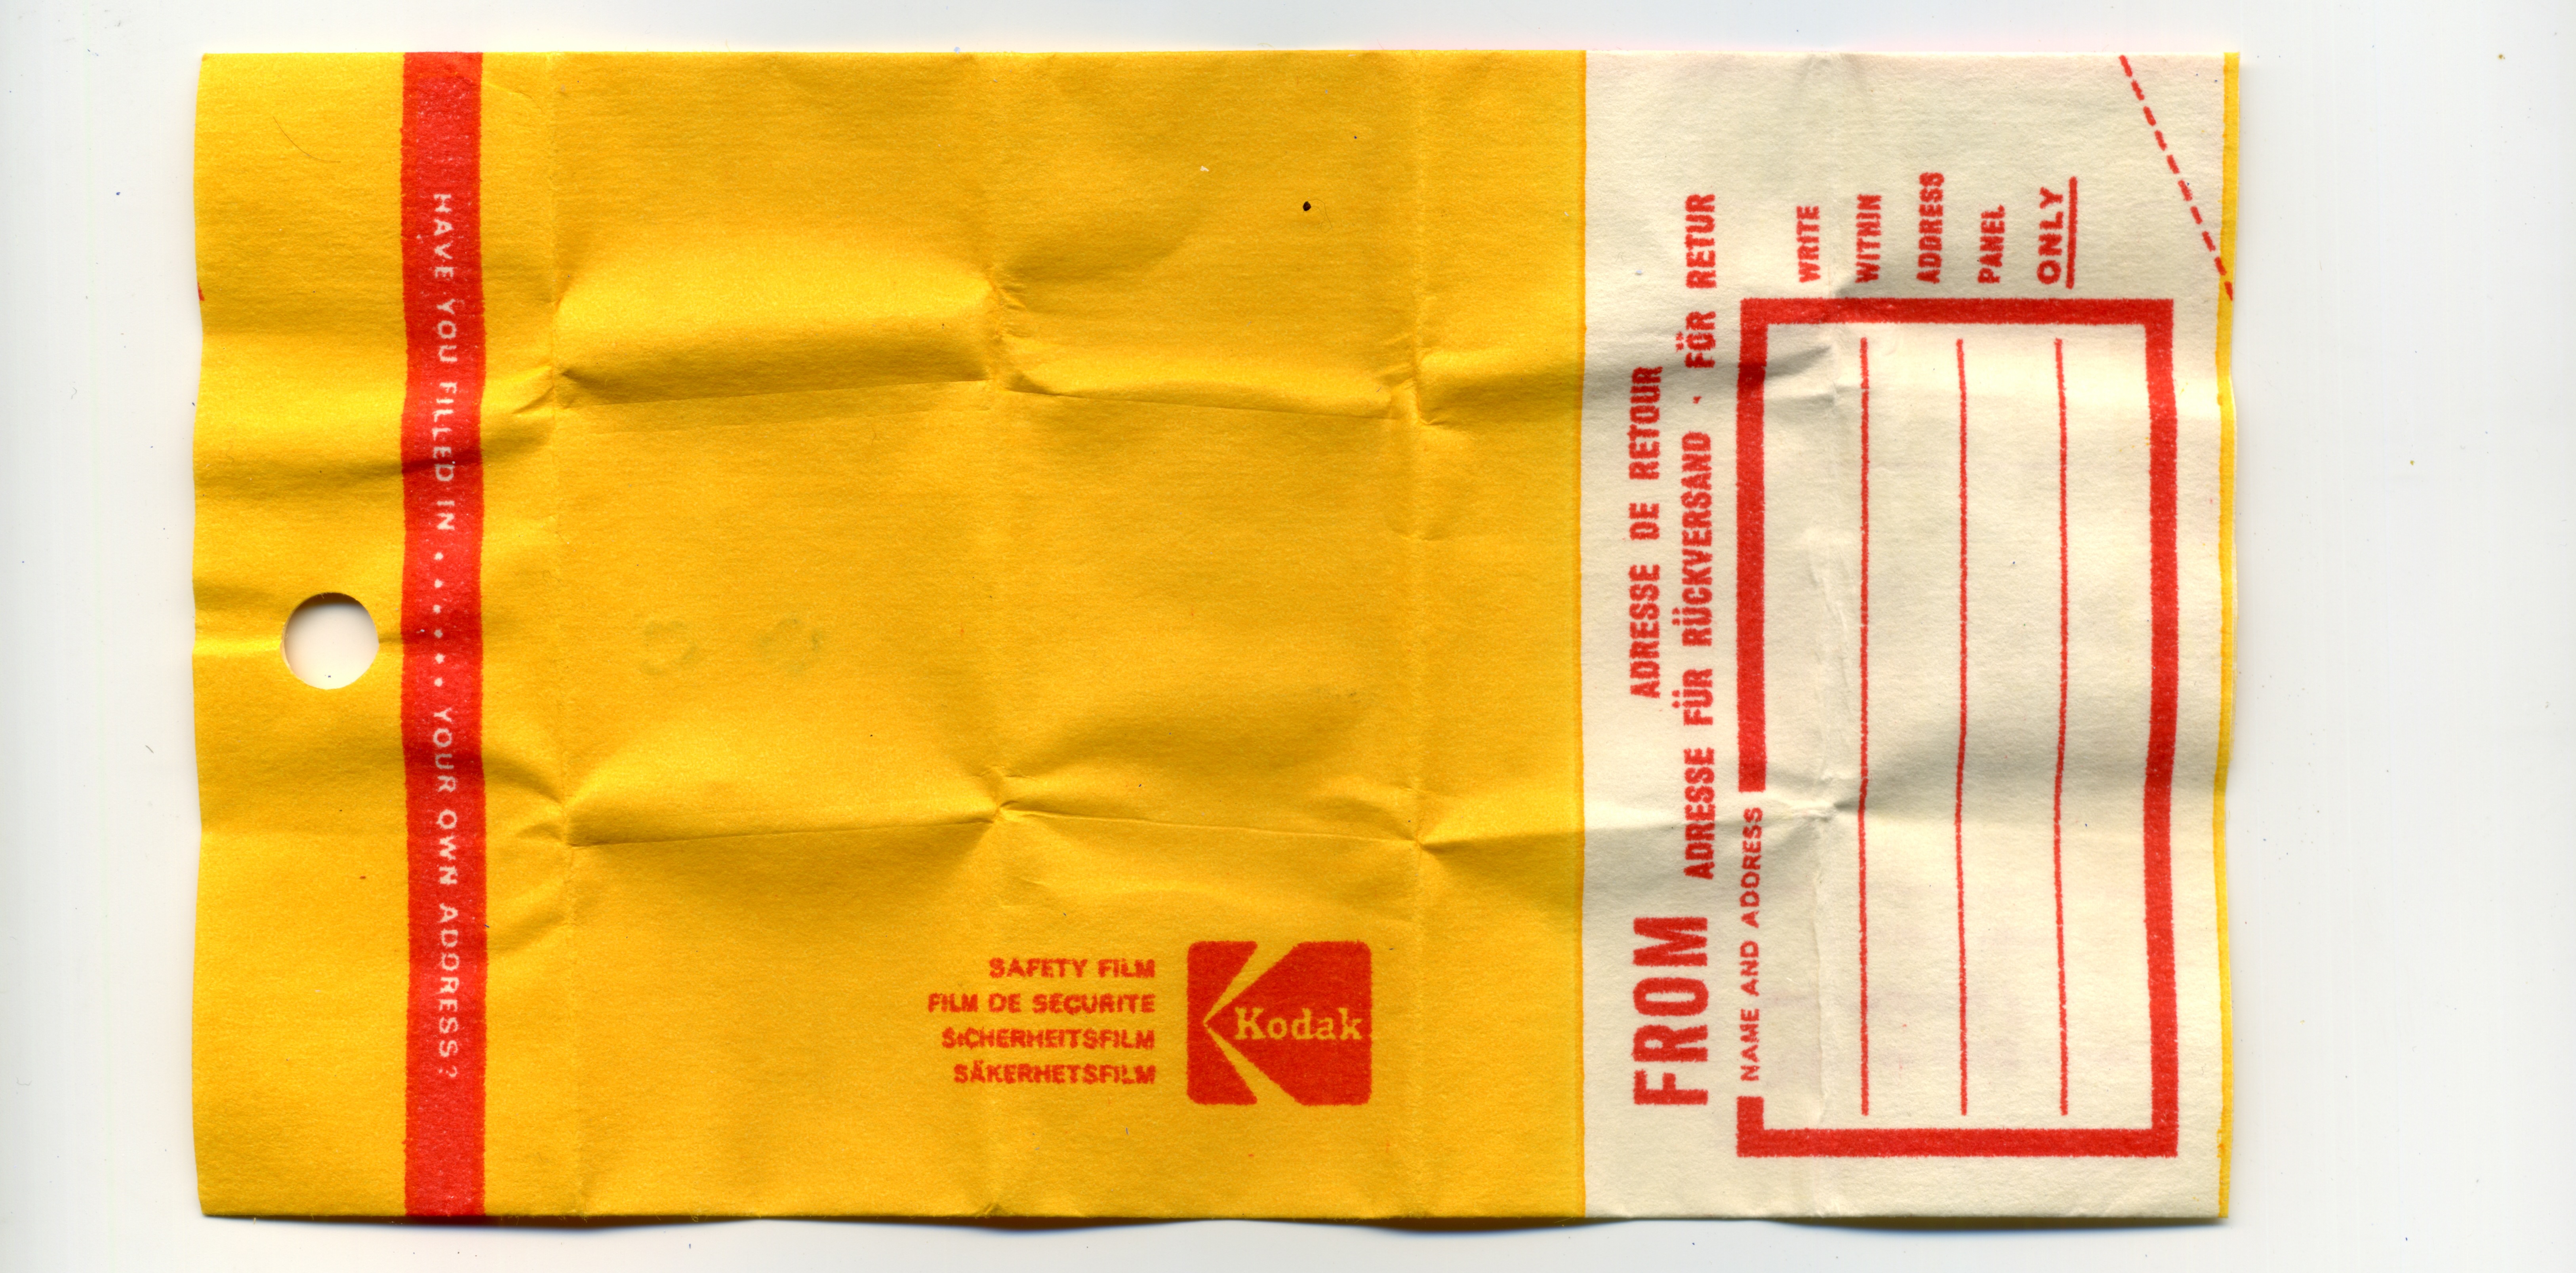 HAVE YOU FILLED IN . . . . . . YOUR OWN ADDRESS?
SAFETY FILM
FILM DE SECURITE
SICHERHEITSFILM
SÄKERHETSFILM
Kodak
FROM
ADRESSE DE RETOUR
ADRESSE FÜR RÜCKVERSAND · FÖR RETUR
NAME AND ADDRESS
WRITE
WITHIN
ADDRESS
PANEL
ONLY